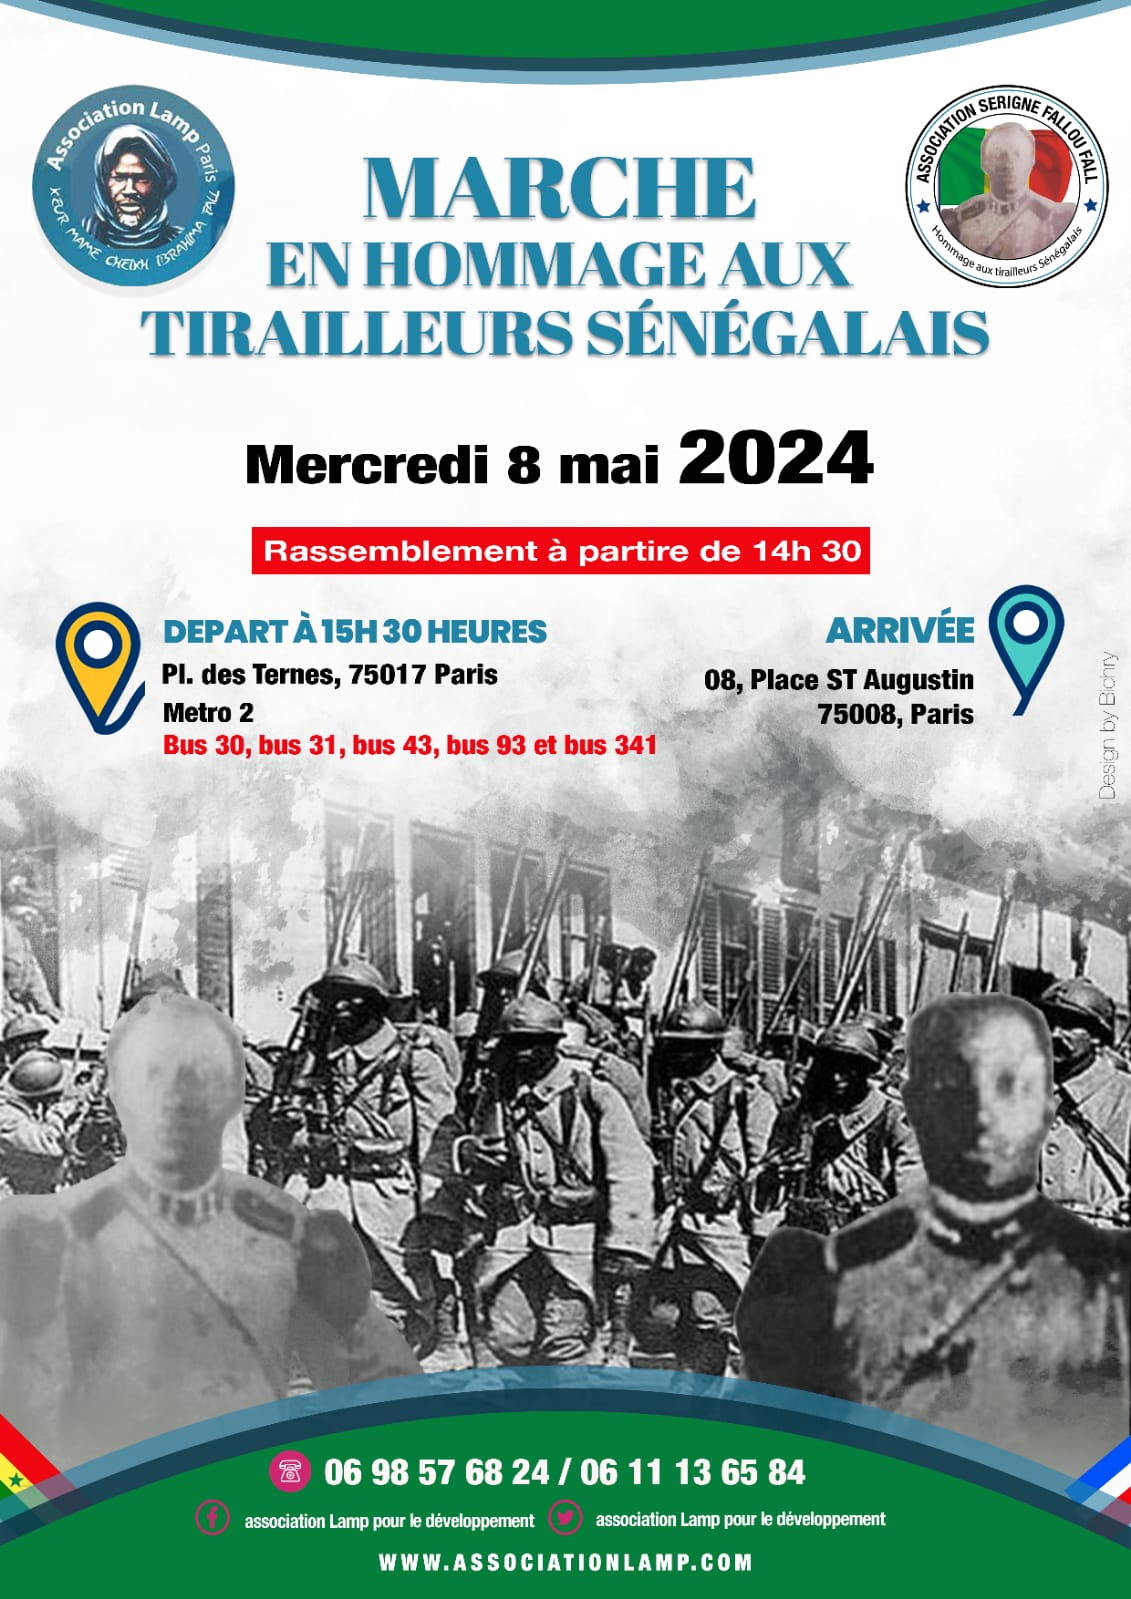 Association Lamp Paris
KEUR MAME CHEIKH IBRAHIMA FALL
ASSOCIATION SERIGNE FALLOU FALL
Hommage aux tirailleurs Sénégalais
MARCHE
EN HOMMAGE AUX
TIRAILLEURS SÉNÉGALAIS
Mercredi 8 mai 2024
Rassemblement à partire de 14h 30
DEPART À 15H 30 HEURES
Pl. des Ternes, 75017 Paris
Metro 2
Bus 30, bus 31, bus 43, bus 93 et bus 341
ARRIVÉE
08, Place ST Augustin
75008, Paris
Design by Bichry
06 98 57 68 24 / 06 11 13 65 84
association Lamp pour le développement
association Lamp pour le développement
WWW.ASSOCIATIONLAMP.COM